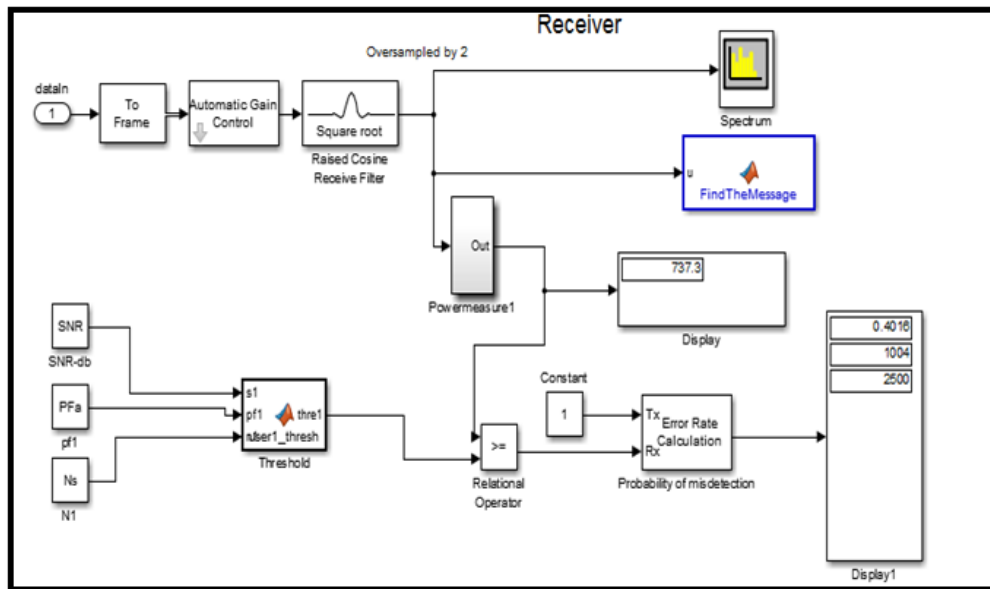 Receiver
Oversampled by 2
dataIn
1
To
Frame
Automatic Gain
Control
Square root
Raised Cosine
Receive Filter
Spectrum
u
FindTheMessage
Out
Powermeasure1
737.3
Display
SNR
SNR-db
PFa
pf1
Ns
N1
s1
pf1
thre1
user1_thresh
Threshold
>=
Relational
Operator
Constant
1
Tx
Rx
Error Rate
Calculation
Probability of misdetection
0.4016
1004
2500
Display1